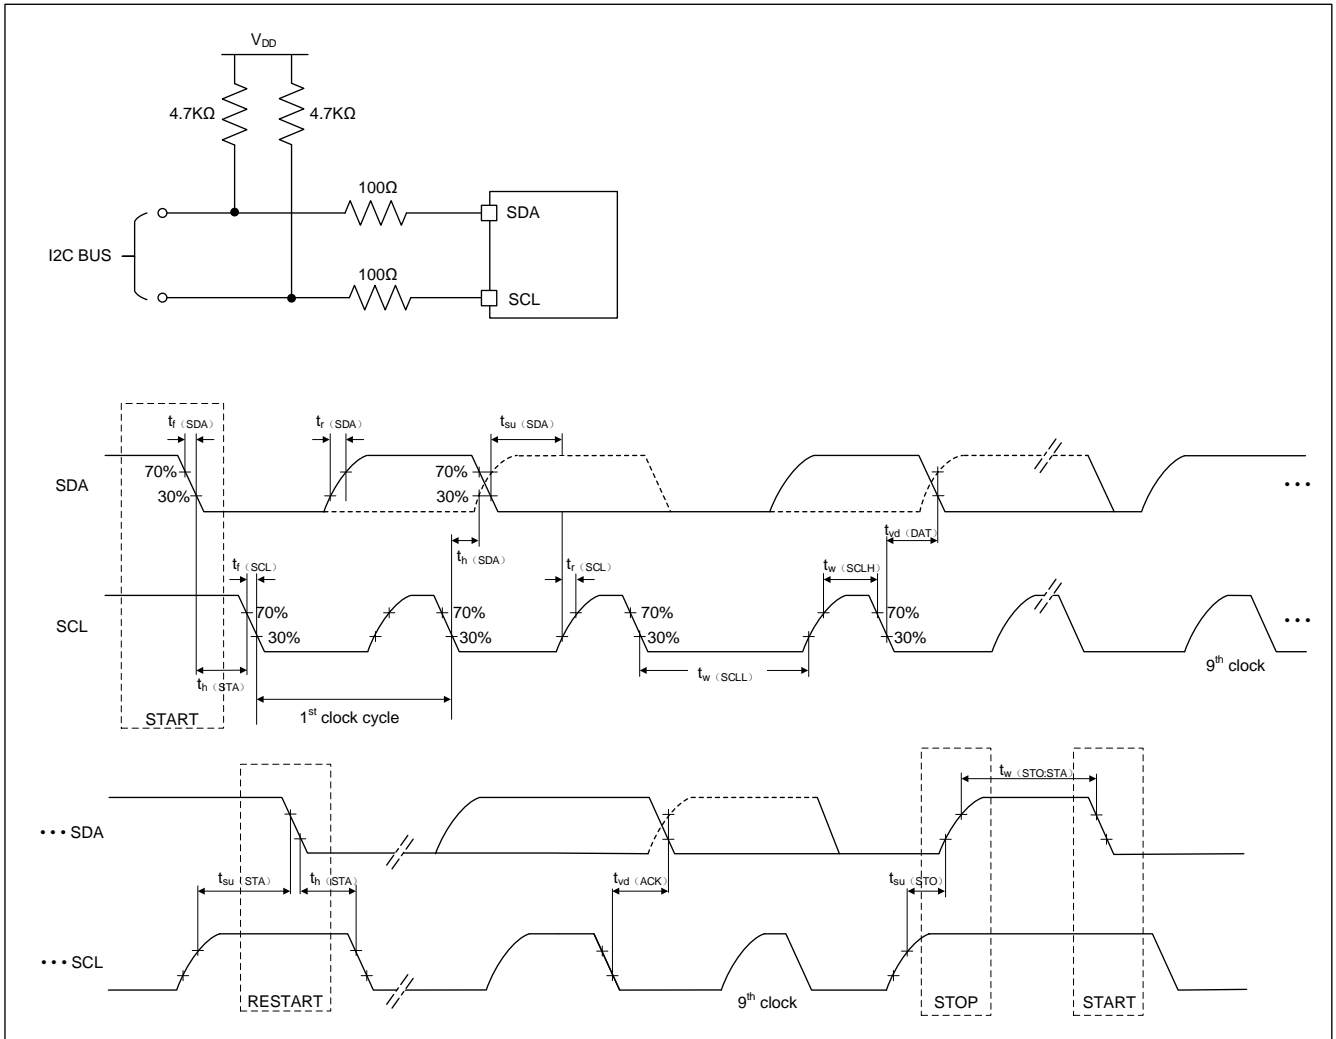 VDD
4.7KΩ 4.7KΩ
100Ω
SDA
I2C BUS
100Ω
SCL
tf（SDA） tr（SDA） tsu（SDA）
70% 70%
SDA
30% 30%
•••
th（SDA） tvd（DAT）
tf（SCL） tr（SCL） tw（SCLH）
70% 70% 70% 70%
SCL
30% 30% 30% 30%
•••
th（STA） tw（SCLL） 9th clock
START 1st clock cycle
tw（STO:STA）
•••SDA
tsu（STA） th（STA） tvd（ACK） tsu（STO）
•••SCL
RESTART 9th clock STOP START